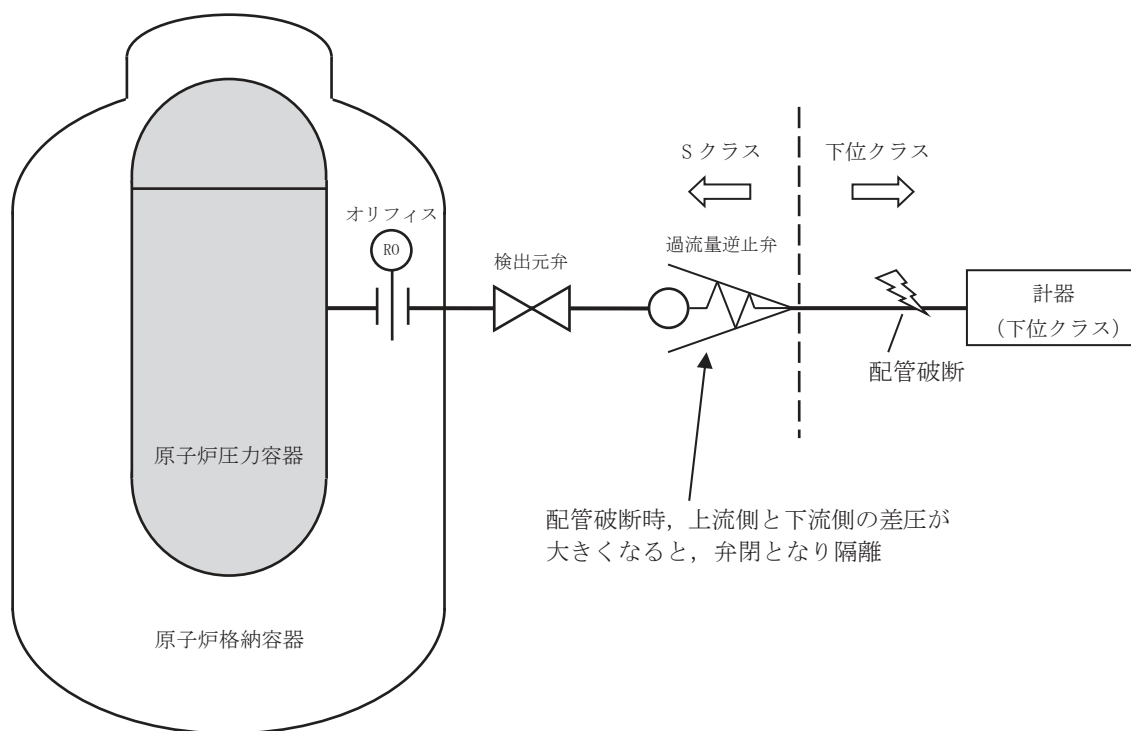 Sクラス
下位クラス
オリフィス
RO
検出元弁
過流量逆止弁
計器
（下位クラス）
配管破断
原子炉圧力容器
配管破断時，上流側と下流側の差圧が
大きくなると，弁閉となり隔離
原子炉格納容器